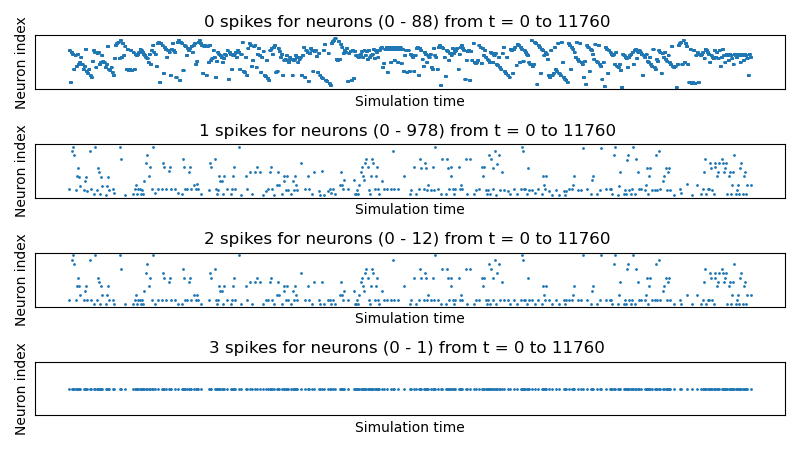 0 spikes for neurons (0 - 88) from t = 0 to 11760
Neuron index
Simulation time
1 spikes for neurons (0 - 978) from t = 0 to 11760
Neuron index
Simulation time
2 spikes for neurons (0 - 12) from t = 0 to 11760
Neuron index
Simulation time
3 spikes for neurons (0 - 1) from t = 0 to 11760
Neuron index
Simulation time